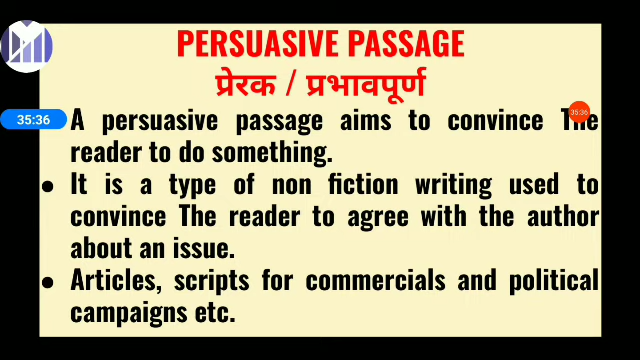 PERSUASIVE PASSAGE
प्रेरक / प्रभावपूर्ण
35:36
A persuasive passage aims to convince The
35:36
reader to do something.
● It is a type of non fiction writing used to
convince The reader to agree with the author
about an issue.
● Articles, scripts for commercials and political
campaigns etc.